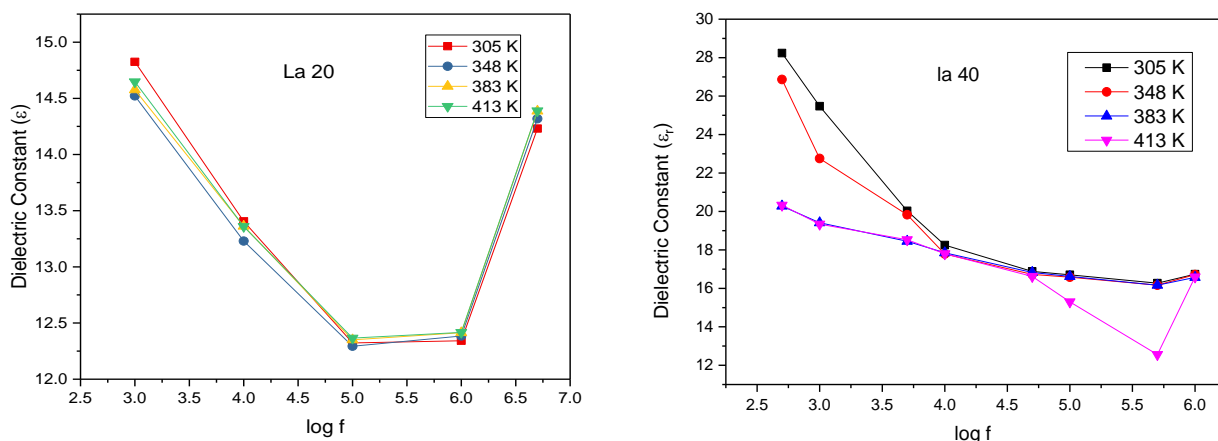 Dielectric Constant (ε)
15.0
14.5
14.0
13.5
13.0
12.5
12.0
2.5 3.0 3.5 4.0 4.5 5.0 5.5 6.0 6.5 7.0
log f
La 20
305 K
348 K
383 K
413 K
Dielectric Constant (εr)
30
28
26
24
22
20
18
16
14
12
2.5 3.0 3.5 4.0 4.5 5.0 5.5 6.0
log f
la 40
305 K
348 K
383 K
413 K